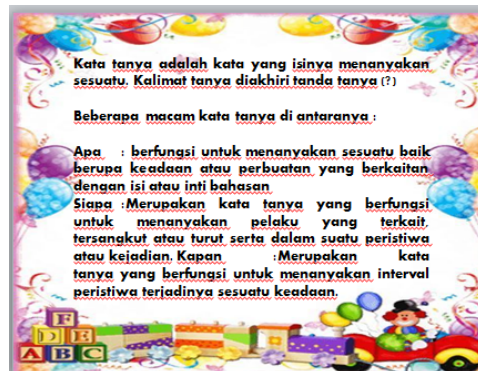 Kata tanya adalah kata yang isinya menanyakan
sesuatu. Kalimat tanya diakhiri tanda tanya (?)
Beberapa macam kata tanya di antaranya :
Apa : berfungsi untuk menanyakan sesuatu baik
berupa keadaan atau perbuatan yang berkaitan
dengan isi atau inti bahasan
Siapa :Merupakan kata tanya yang berfungsi
untuk menanyakan pelaku yang terkait,
tersangkut atau turut serta dalam suatu peristiwa
atau kejadian. Kapan :Merupakan kata
tanya yang berfungsi untuk menanyakan interval
peristiwa terjadinya sesuatu keadaan.
F
D E
A B C